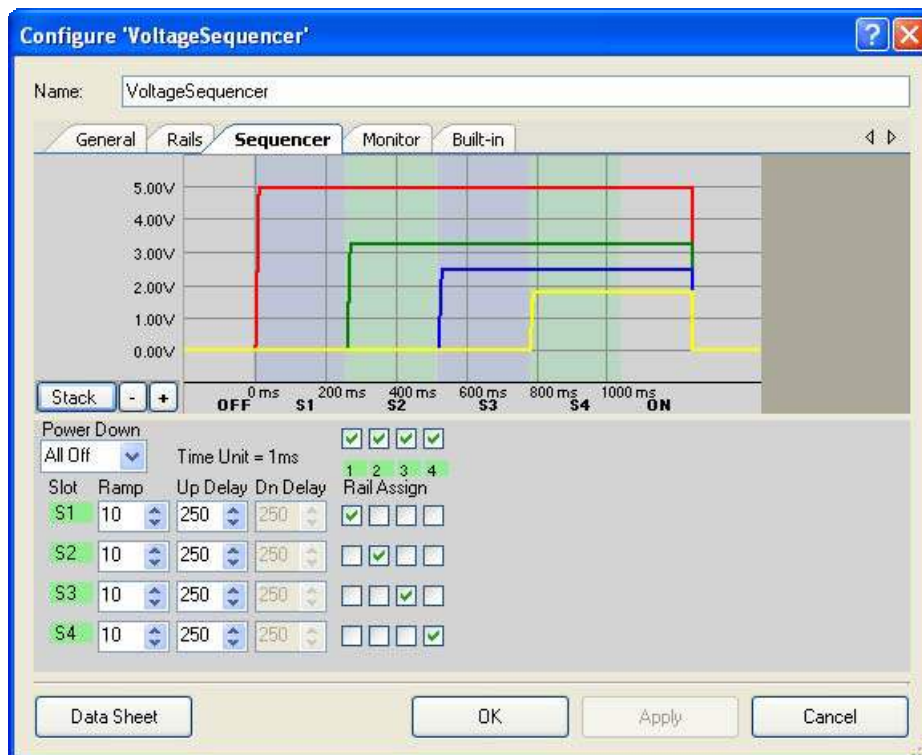 Configure 'VoltageSequencer'
Name: VoltageSequencer
General Rails Sequencer Monitor Built-in
5.00V
4.00V
3.00V
2.00V
1.00V
0.00V
Stack - + 0 ms 200 ms 400 ms 600 ms 800 ms 1000 ms
OFF S1 S2 S3 S4 ON
Power Down
All Off Time Unit = 1ms
1 2 3 4
Slot Ramp Up Delay Dn Delay Rail Assign
S1 10 250 250
S2 10 250 250
S3 10 250 250
S4 10 250 250
Data Sheet OK Apply Cancel